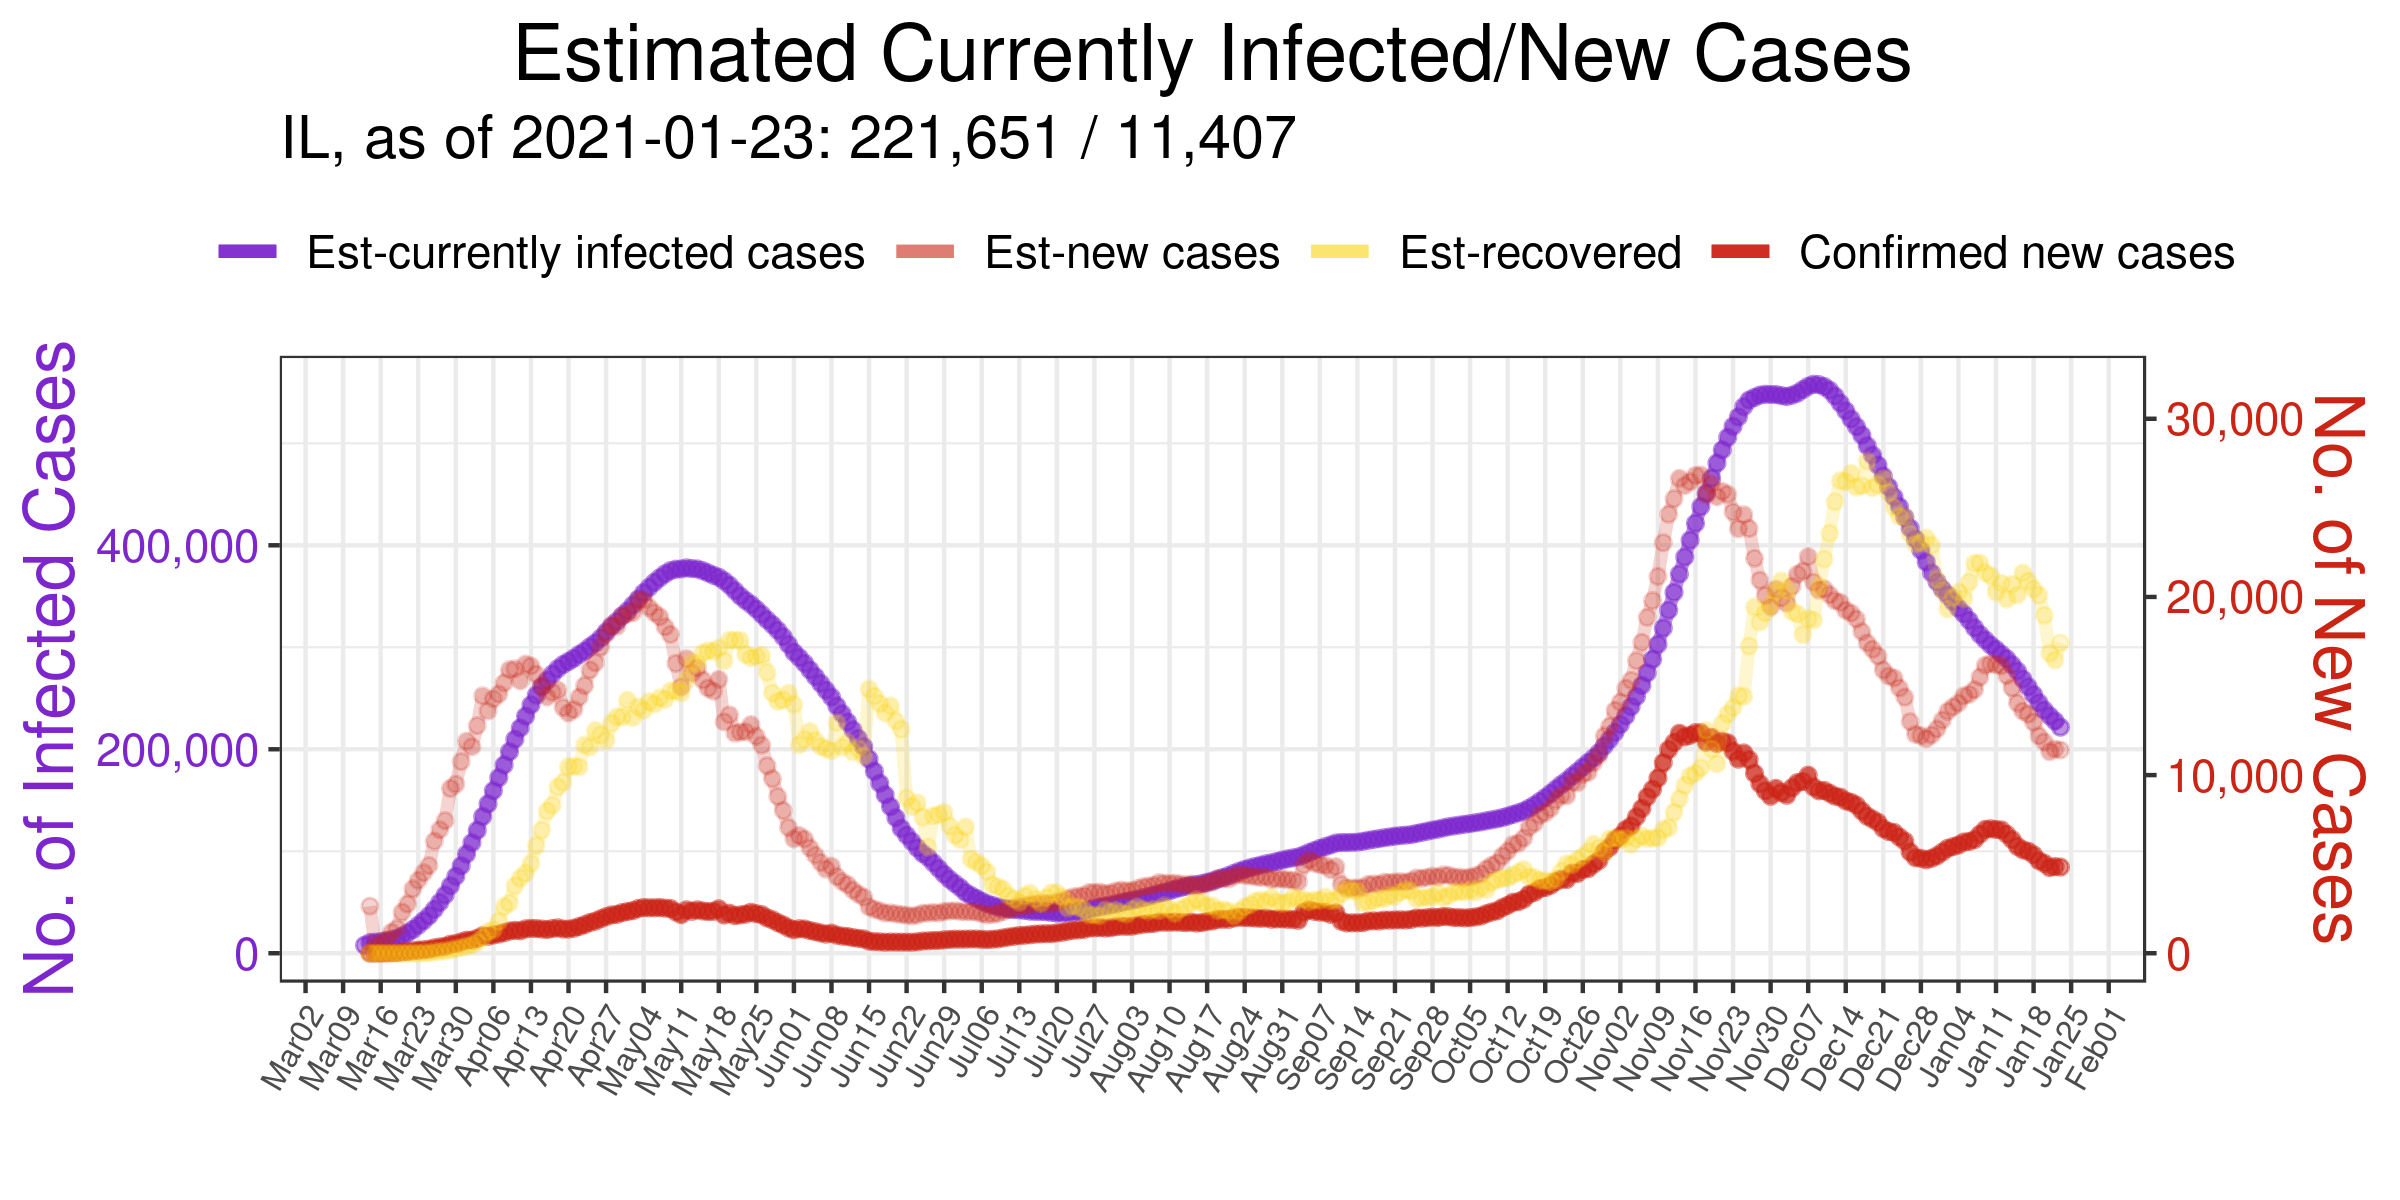 Estimated Currently Infected/New Cases
IL, as of 2021-01-23: 221,651 / 11,407
Est-currently infected cases Est-new cases Est-recovered Confirmed new cases
No. of Infected Cases
400,000
200,000
0
30,000
20,000
10,000
0
No. of New Cases
Mar02 Mar09 Mar16 Mar23 Mar30 Apr06 Apr13 Apr20 Apr27 May04 May11 May18 May25 Jun01 Jun08 Jun15 Jun22 Jun29 Jul06 Jul13 Jul20 Jul27 Aug03 Aug10 Aug17 Aug24 Aug31 Sep07 Sep14 Sep21 Sep28 Oct05 Oct12 Oct19 Oct26 Nov02 Nov09 Nov16 Nov23 Nov30 Dec07 Dec14 Dec21 Dec28 Jan04 Jan11 Jan18 Jan25 Feb01